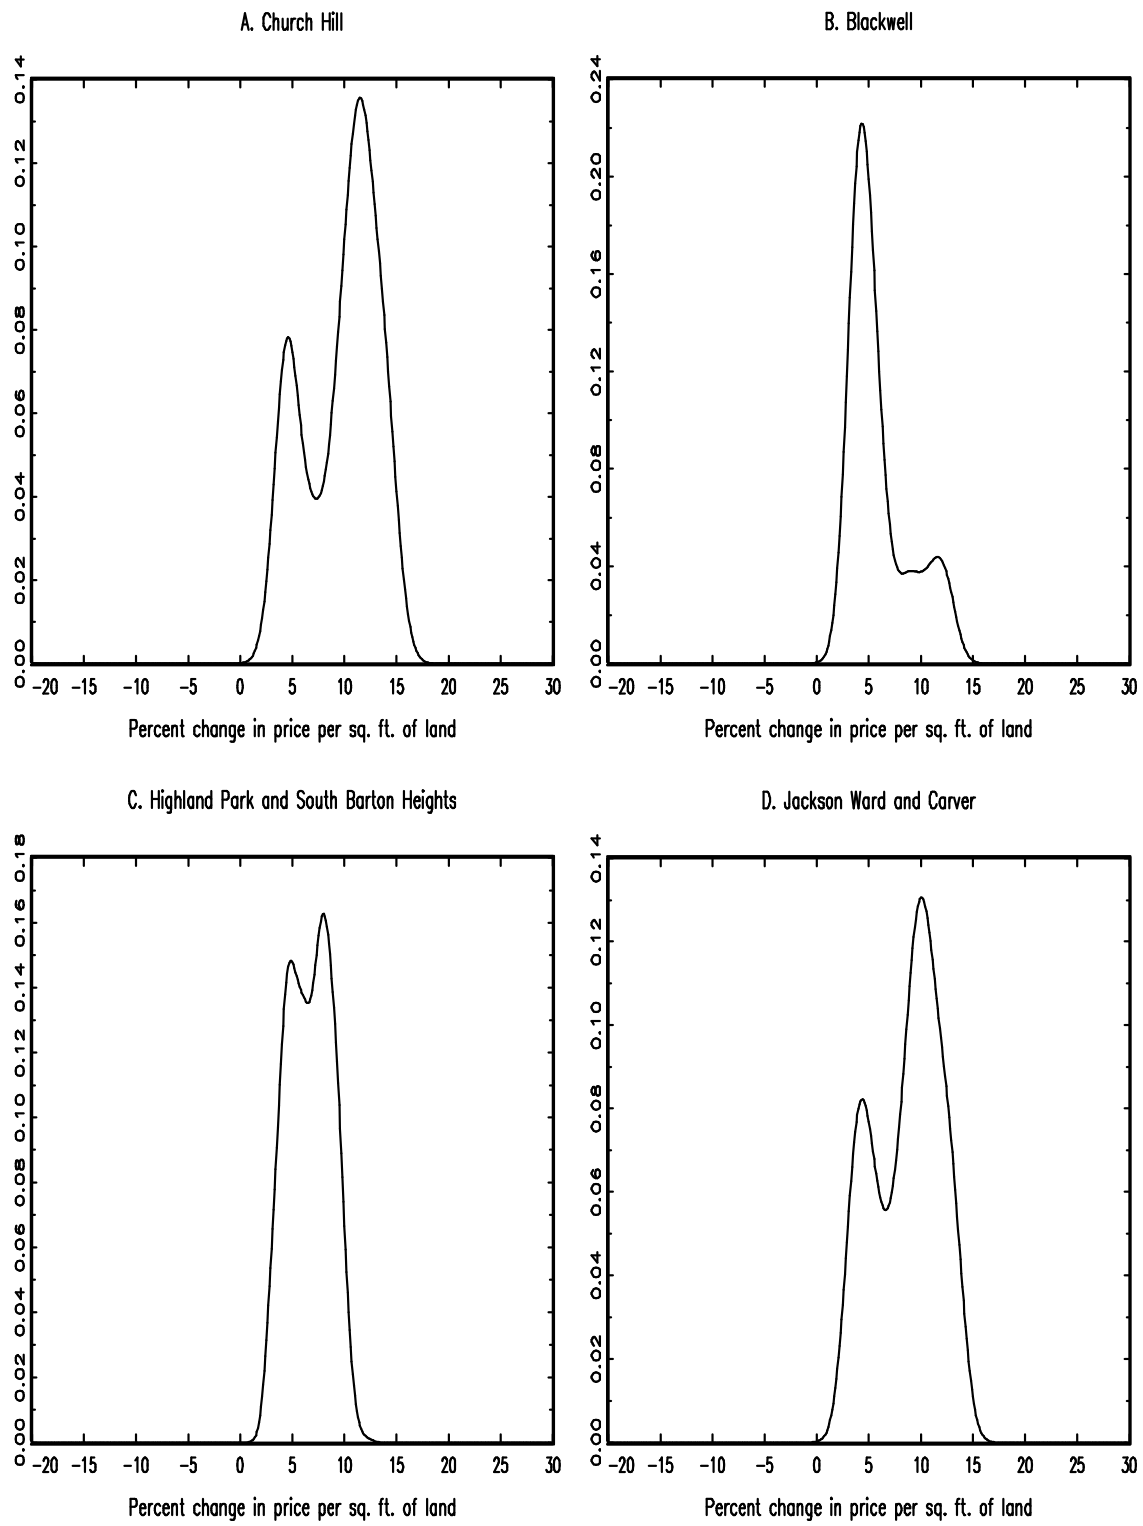 A. Church Hill
0.00 0.02 0.04 0.06 0.08 0.10 0.12 0.14
-20 -15 -10 -5 0 5 10 15 20 25 30
Percent change in price per sq. ft. of land
B. Blackwell
0.00 0.04 0.08 0.12 0.16 0.20 0.24
-20 -15 -10 -5 0 5 10 15 20 25 30
Percent change in price per sq. ft. of land
C. Highland Park and South Barton Heights
0.00 0.02 0.04 0.06 0.08 0.10 0.12 0.14 0.16 0.18
-20 -15 -10 -5 0 5 10 15 20 25 30
Percent change in price per sq. ft. of land
D. Jackson Ward and Carver
0.00 0.02 0.04 0.06 0.08 0.10 0.12 0.14
-20 -15 -10 -5 0 5 10 15 20 25 30
Percent change in price per sq. ft. of land